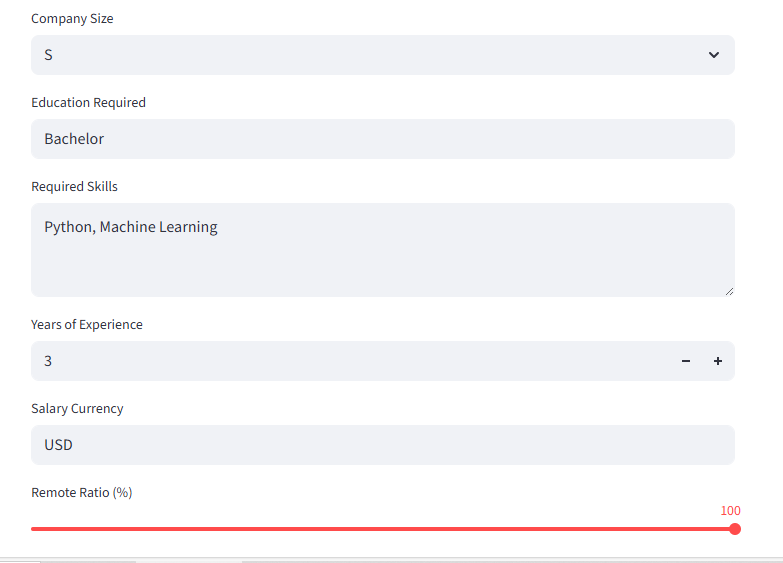 Company Size
S
Education Required
Bachelor
Required Skills
Python, Machine Learning
Years of Experience
3
Salary Currency
USD
Remote Ratio (%)
100